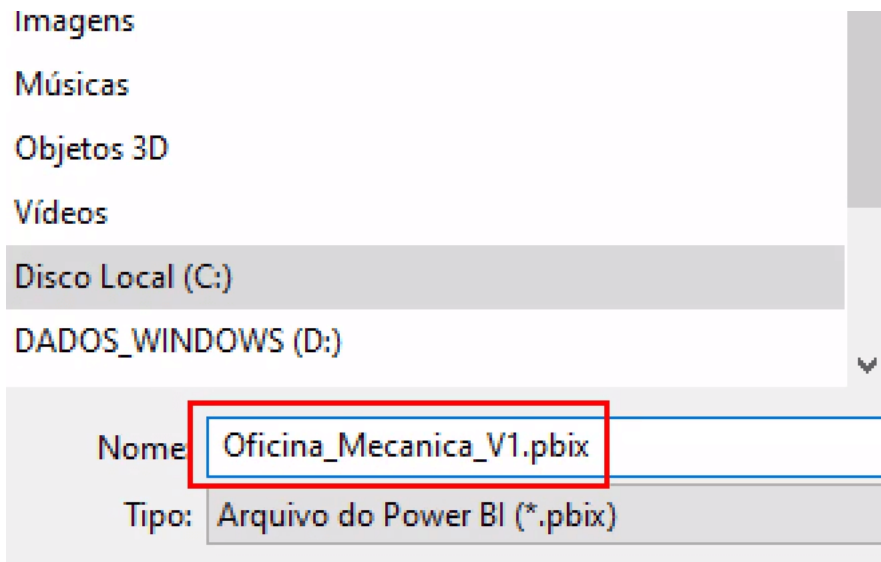 Imagens
Músicas
Objetos 3D
Vídeos
Disco Local (C:)
DADOS_WINDOWS (D:)
Nome: Oficina_Mecanica_V1.pbix
Tipo: Arquivo do Power BI (*.pbix)